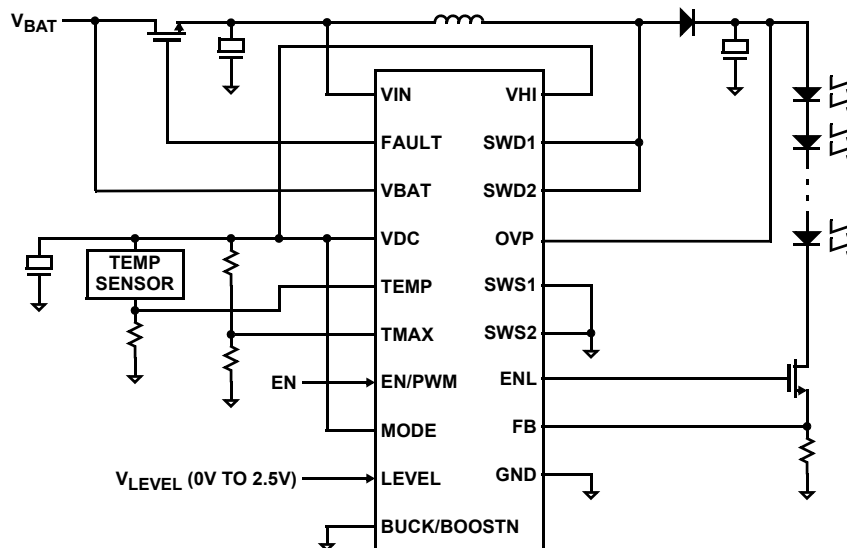 VBAT
VIN
VHI
FAULT
SWD1
VBAT
SWD2
VDC
OVP
TEMP
SENSOR
TEMP
SWS1
TMAX
SWS2
EN
EN/PWM
ENL
MODE
FB
VLEVEL (0V TO 2.5V)
LEVEL
GND
BUCK/BOOSTN